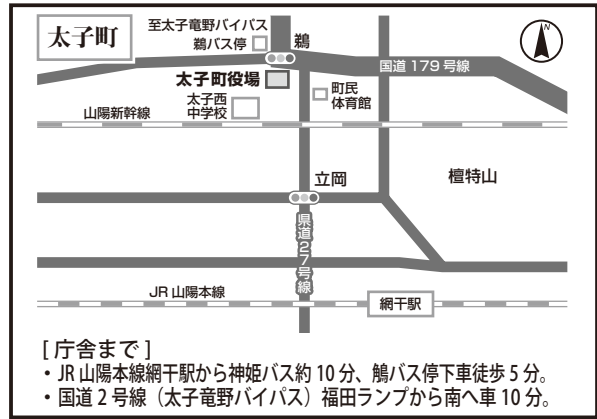 太子町
至太子竜野バイパス
鵤バス停
鵤
国道179号線
太子町役場
町民
体育館
太子西
中学校
山陽新幹線
立岡
檀特山
県道27号線
JR山陽本線
網干駅
[庁舎まで]
・JR山陽本線網干駅から神姫バス約10分、鵤バス停下車徒歩5分。
・国道2号線（太子竜野バイパス）福田ランプから南へ車10分。